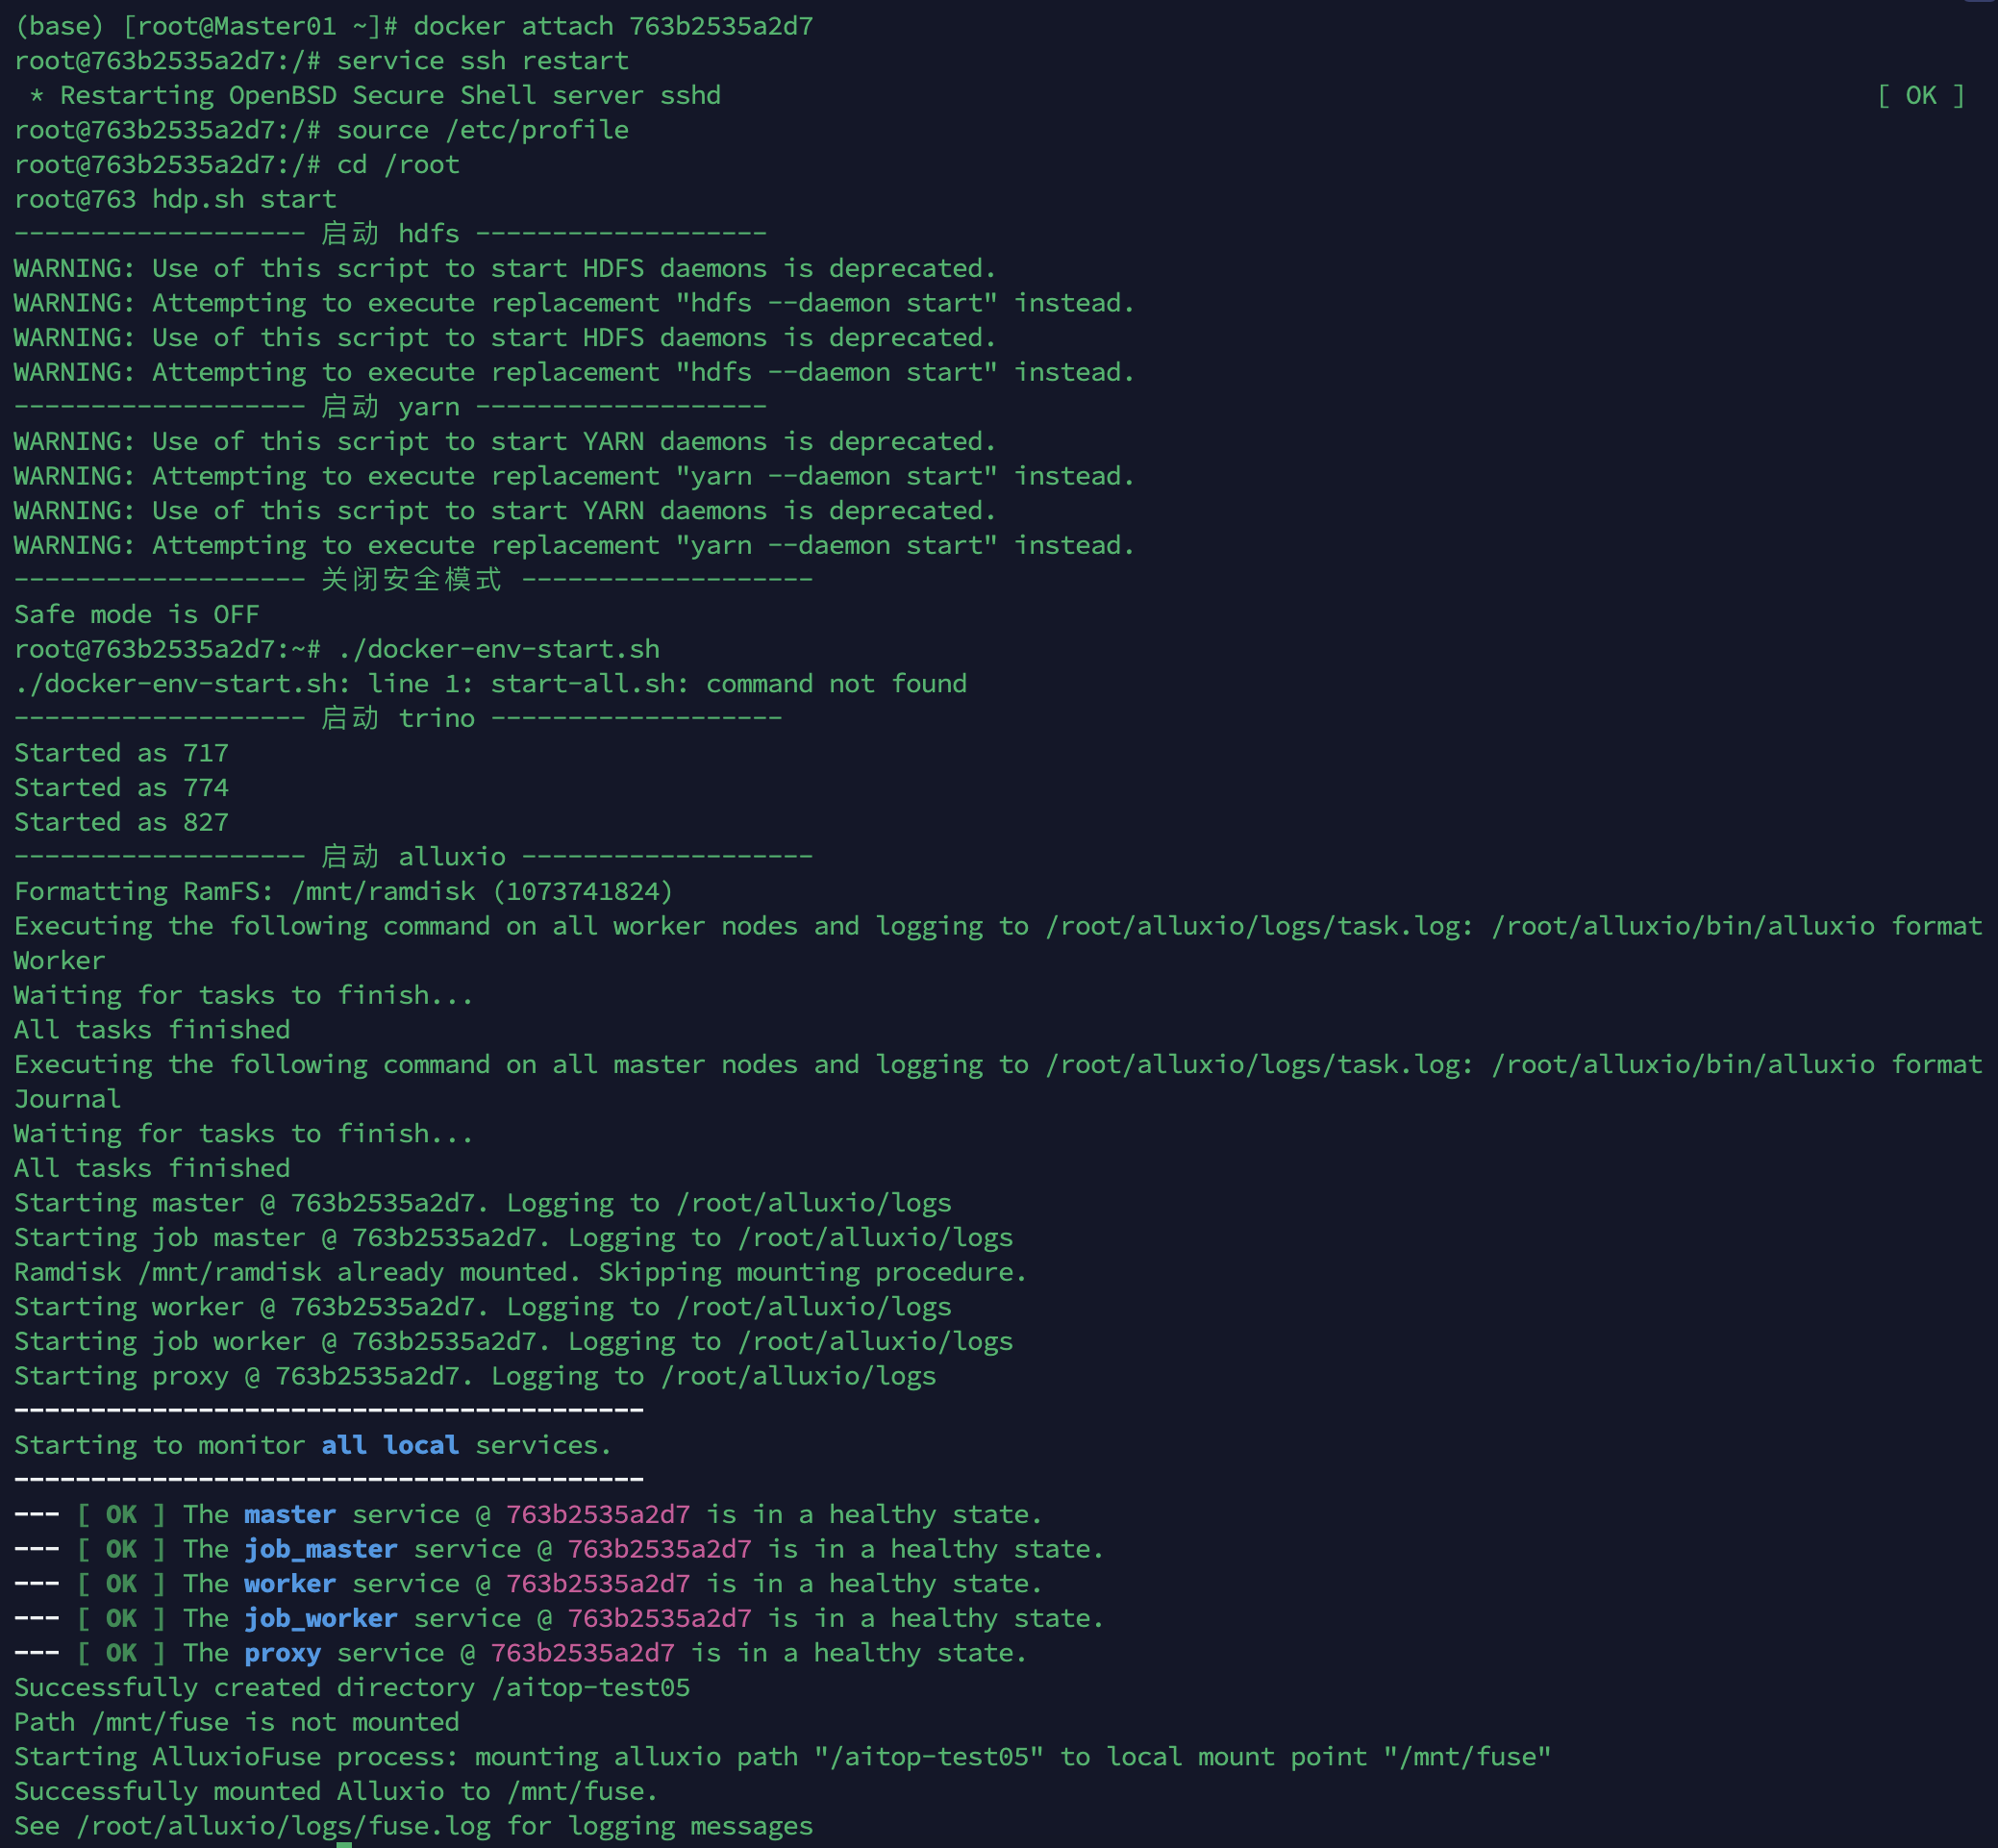 (base) [root@Master01 ~]# docker attach 763b2535a2d7
root@763b2535a2d7:/# service ssh restart
 * Restarting OpenBSD Secure Shell server sshd [ OK ]
root@763b2535a2d7:/# source /etc/profile
root@763b2535a2d7:/# cd /root
root@763 hdp.sh start
------------------- 启动 hdfs -------------------
WARNING: Use of this script to start HDFS daemons is deprecated.
WARNING: Attempting to execute replacement "hdfs --daemon start" instead.
WARNING: Use of this script to start HDFS daemons is deprecated.
WARNING: Attempting to execute replacement "hdfs --daemon start" instead.
------------------- 启动 yarn -------------------
WARNING: Use of this script to start YARN daemons is deprecated.
WARNING: Attempting to execute replacement "yarn --daemon start" instead.
WARNING: Use of this script to start YARN daemons is deprecated.
WARNING: Attempting to execute replacement "yarn --daemon start" instead.
------------------- 关闭安全模式 -------------------
Safe mode is OFF
root@763b2535a2d7:~# ./docker-env-start.sh
./docker-env-start.sh: line 1: start-all.sh: command not found
------------------- 启动 trino -------------------
Started as 717
Started as 774
Started as 827
------------------- 启动 alluxio -------------------
Formatting RamFS: /mnt/ramdisk (1073741824)
Executing the following command on all worker nodes and logging to /root/alluxio/logs/task.log: /root/alluxio/bin/alluxio format
Worker
Waiting for tasks to finish...
All tasks finished
Executing the following command on all master nodes and logging to /root/alluxio/logs/task.log: /root/alluxio/bin/alluxio format
Journal
Waiting for tasks to finish...
All tasks finished
Starting master @ 763b2535a2d7. Logging to /root/alluxio/logs
Starting job master @ 763b2535a2d7. Logging to /root/alluxio/logs
Ramdisk /mnt/ramdisk already mounted. Skipping mounting procedure.
Starting worker @ 763b2535a2d7. Logging to /root/alluxio/logs
Starting job worker @ 763b2535a2d7. Logging to /root/alluxio/logs
Starting proxy @ 763b2535a2d7. Logging to /root/alluxio/logs
-----------------------------------------
Starting to monitor all local services.
-----------------------------------------
--- [ OK ] The master service @ 763b2535a2d7 is in a healthy state.
--- [ OK ] The job_master service @ 763b2535a2d7 is in a healthy state.
--- [ OK ] The worker service @ 763b2535a2d7 is in a healthy state.
--- [ OK ] The job_worker service @ 763b2535a2d7 is in a healthy state.
--- [ OK ] The proxy service @ 763b2535a2d7 is in a healthy state.
Successfully created directory /aitop-test05
Path /mnt/fuse is not mounted
Starting AlluxioFuse process: mounting alluxio path "/aitop-test05" to local mount point "/mnt/fuse"
Successfully mounted Alluxio to /mnt/fuse.
See /root/alluxio/logs/fuse.log for logging messages